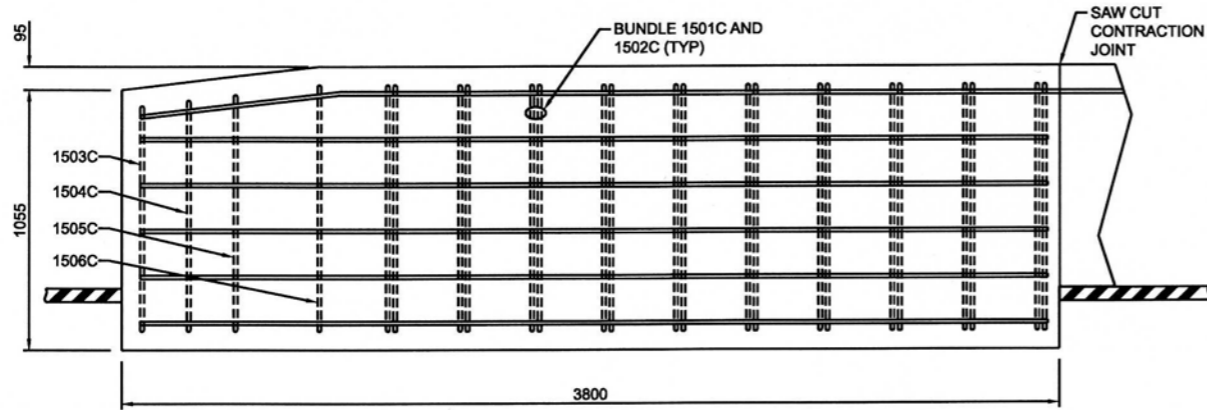 95
BUNDLE 1501C AND
1502C (TYP)
SAW CUT
CONTRACTION
JOINT
1503C
1504C
1505C
1506C
1055
3800